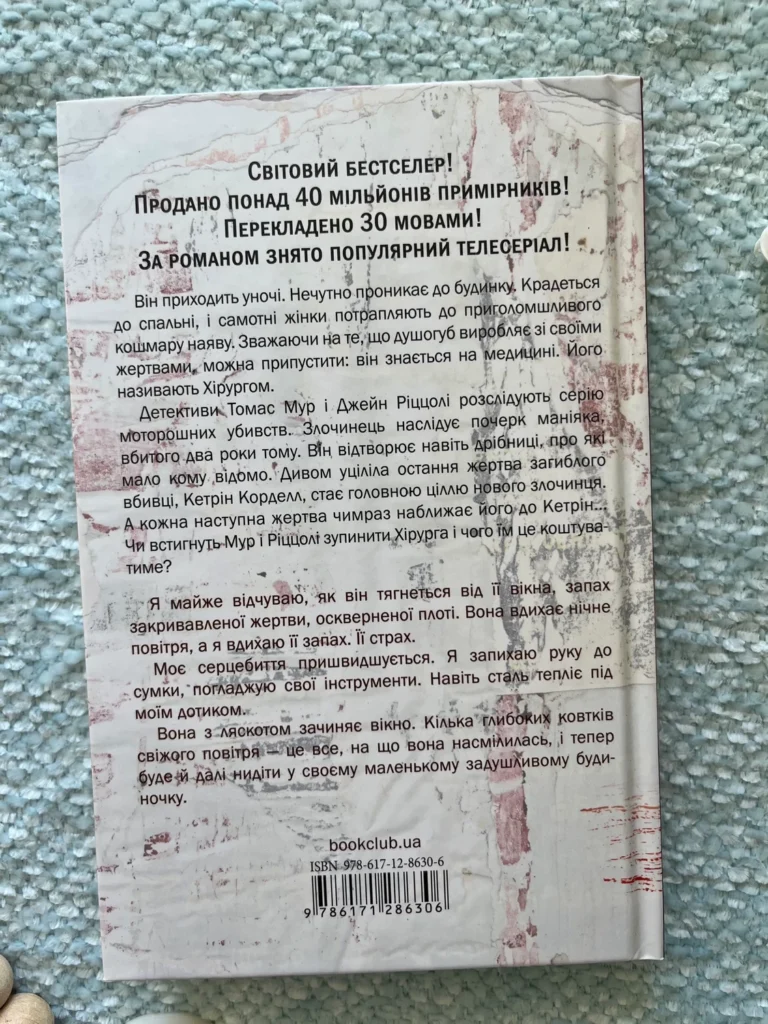 Світовий бестселер!
Продано понад 40 мільйонів примірників!
Перекладено 30 мовами!
За романом знято популярний телесеріал!
Він приходить уночі. Нечутно проникає до будинку. Крадеться
до спальні, і самотні жінки потрапляють до приголомшливого
кошмару наяву. Зважаючи на те, що душогуб виробляє зі своїми
жертвами, можна припустити: він знається на медицині. Його
називають Хірургом.
Детективи Томас Мур і Джейн Ріццолі розслідують серію
моторошних убивств. Злочинець наслідує почерк маніяка,
вбитого два роки тому. Він відтворює навіть дрібниці, про які
мало кому відомо. Дивом уціліла остання жертва загиблого
вбивці, Кетрін Корделл, стає головною ціллю нового злочинця.
А кожна наступна жертва чимраз наближає його до Кетрін...
Чи встигнуть Мур і Ріццолі зупинити Хірурга і чого їм це коштува-
тиме?
Я майже відчуваю, як він тягнеться від її вікна, запах
закривавленої жертви, оскверненої плоті. Вона вдихає нічне
повітря, а я вдихаю її запах. Її страх.
Моє серцебиття пришвидшується. Я запихаю руку до
сумки, погладжую свої інструменти. Навіть сталь тепліє під
моїм дотиком.
Вона з ляскотом зачиняє вікно. Кілька глибоких ковтків
свіжого повітря — це все, на що вона насмілилась, і тепер
буде й далі нидіти у своєму маленькому задушливому буди-
ночку.
bookclub.ua
ISBN 978-617-12-8630-6
9 786171 286306